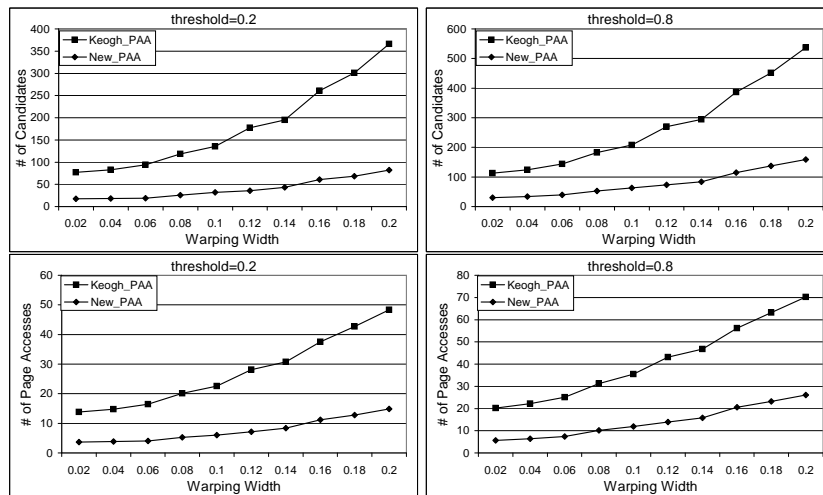 threshold=0.2
400
350
300
250
200
150
100
50
0
# of Candidates
Keogh_PAA
New_PAA
0.02 0.04 0.06 0.08 0.1 0.12 0.14 0.16 0.18 0.2
Warping Width
threshold=0.8
600
500
400
300
200
100
0
# of Candidates
Keogh_PAA
New_PAA
0.02 0.04 0.06 0.08 0.1 0.12 0.14 0.16 0.18 0.2
Warping Width
threshold=0.2
60
50
40
30
20
10
0
# of Page Accesses
Keogh_PAA
New_PAA
0.02 0.04 0.06 0.08 0.1 0.12 0.14 0.16 0.18 0.2
Warping Width
threshold=0.8
80
70
60
50
40
30
20
10
0
# of Page Accesses
Keogh_PAA
New_PAA
0.02 0.04 0.06 0.08 0.1 0.12 0.14 0.16 0.18 0.2
Warping Width